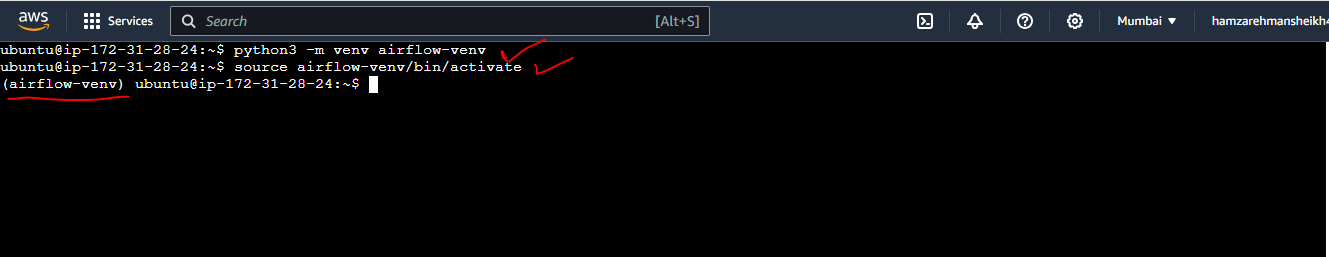 aws Services Search [Alt+S] Mumbai hamzarehmansheikh4
ubuntu@ip-172-31-28-24:~$ python3 -m venv airflow-venv
ubuntu@ip-172-31-28-24:~$ source airflow-venv/bin/activate
(airflow-venv) ubuntu@ip-172-31-28-24:~$